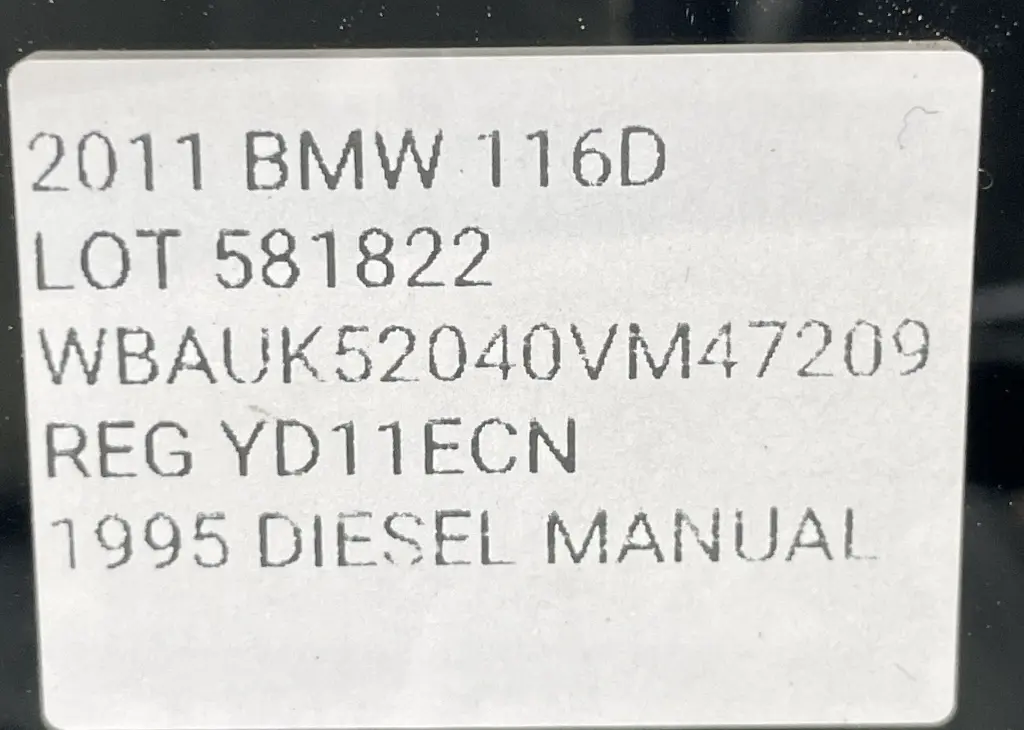 2011 BMW 116D
LOT 581822
WBAUK52040VM47209
REG YD11ECN
1995 DIESEL MANUAL